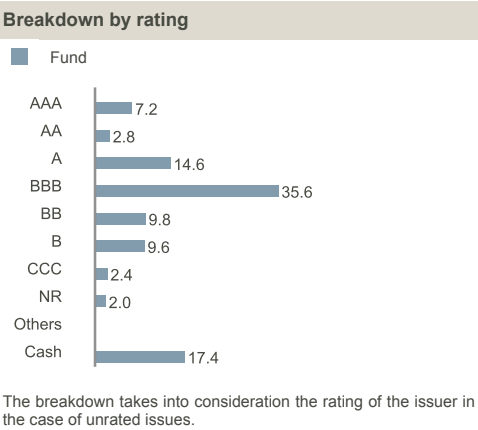 Breakdown by rating
Fund
AAA 7.2
AA 2.8
A 14.6
BBB 35.6
BB 9.8
B 9.6
CCC 2.4
NR 2.0
Others
Cash 17.4
The breakdown takes into consideration the rating of the issuer in
the case of unrated issues.